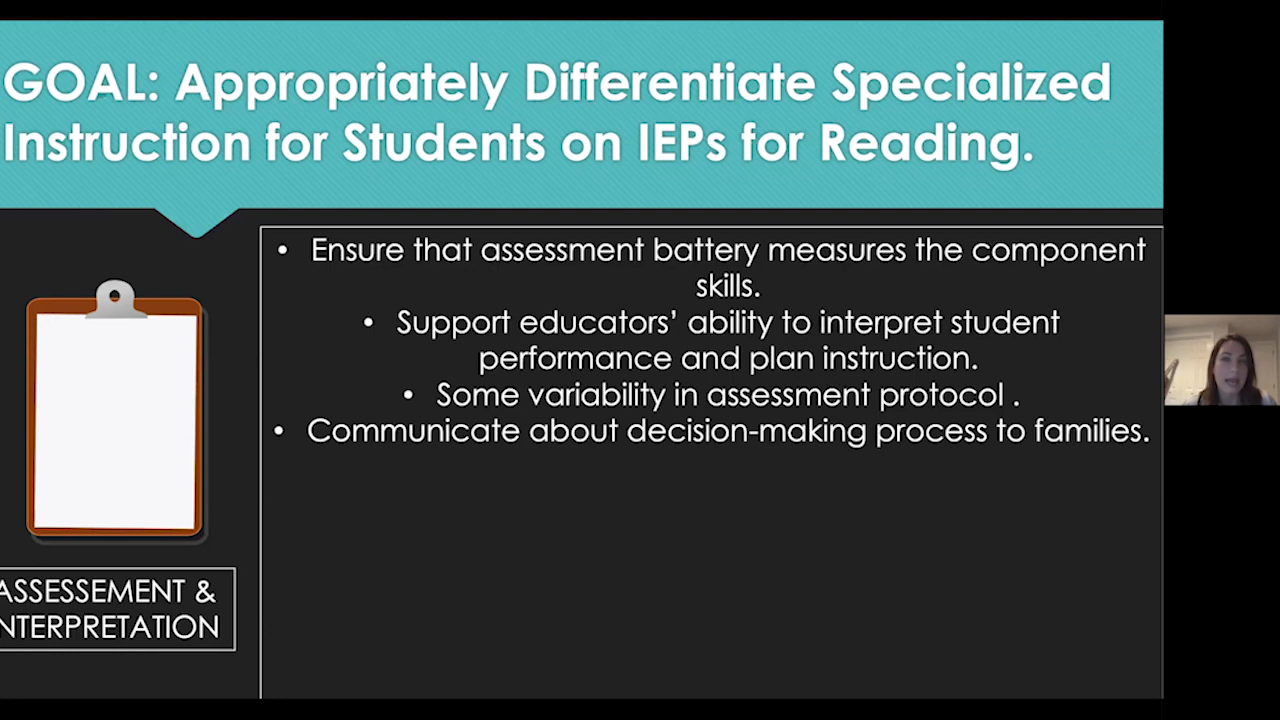 GOAL: Appropriately Differentiate Specialized
Instruction for Students on IEPs for Reading.
• Ensure that assessment battery measures the component
skills.
• Support educators’ ability to interpret student
performance and plan instruction.
• Some variability in assessment protocol .
• Communicate about decision-making process to families.
ASSESSEMENT &
NTERPRETATION